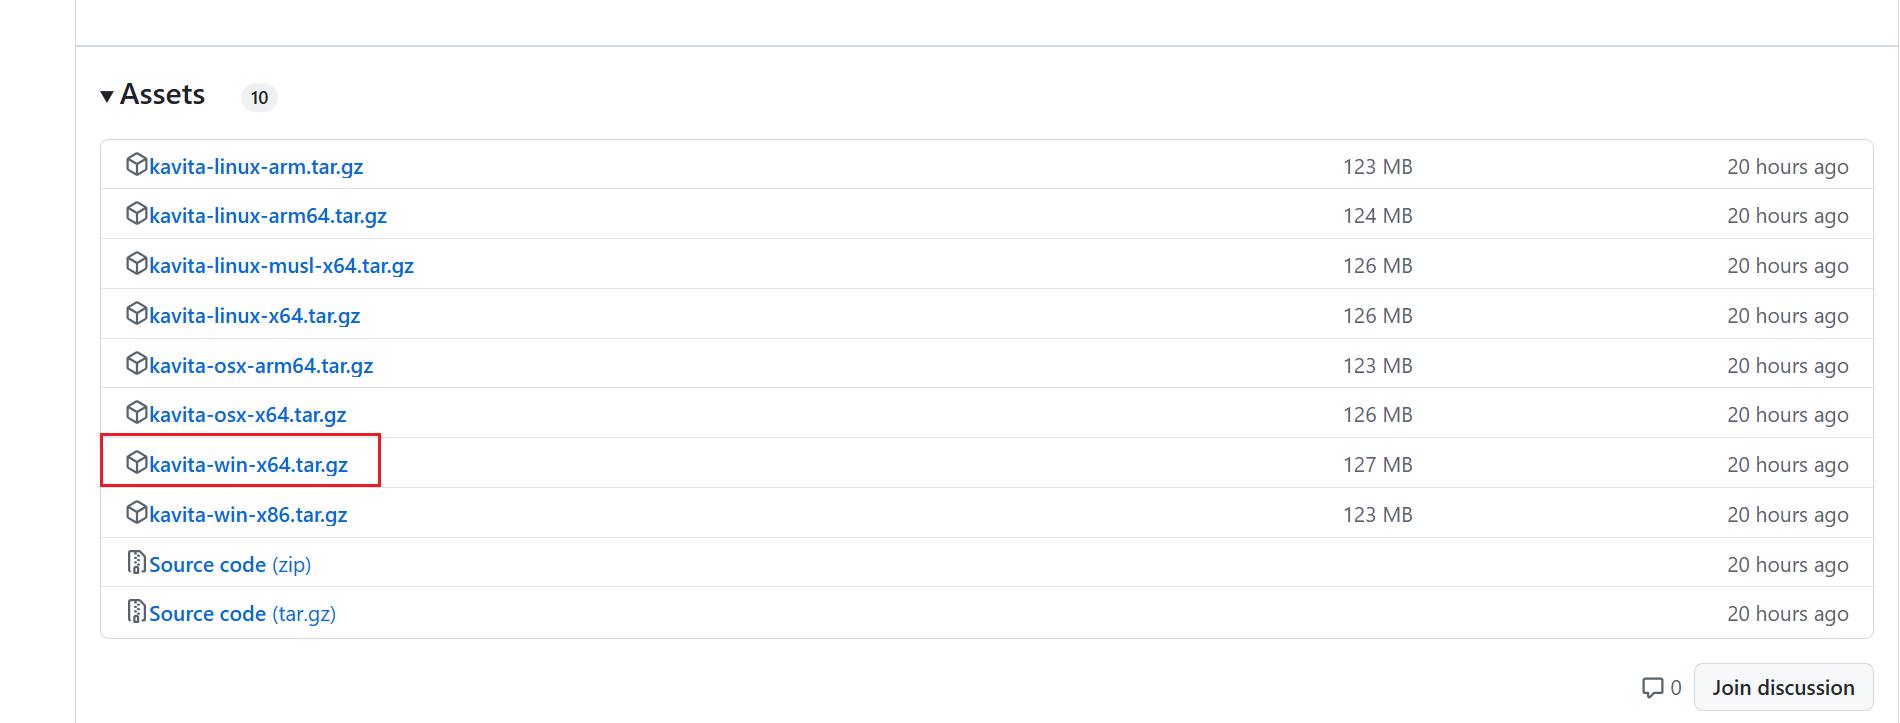 Assets 10
kavita-linux-arm.tar.gz 123 MB 20 hours ago
kavita-linux-arm64.tar.gz 124 MB 20 hours ago
kavita-linux-musl-x64.tar.gz 126 MB 20 hours ago
kavita-linux-x64.tar.gz 126 MB 20 hours ago
kavita-osx-arm64.tar.gz 123 MB 20 hours ago
kavita-osx-x64.tar.gz 126 MB 20 hours ago
kavita-win-x64.tar.gz 127 MB 20 hours ago
kavita-win-x86.tar.gz 123 MB 20 hours ago
Source code (zip) 20 hours ago
Source code (tar.gz) 20 hours ago
0 Join discussion